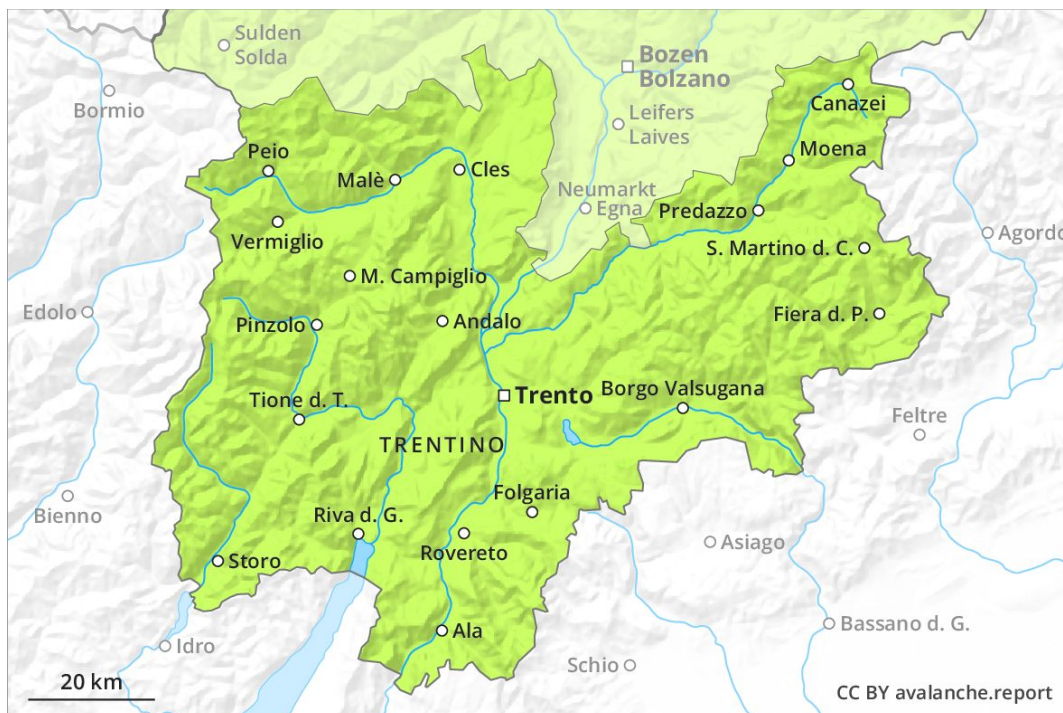 Sulden
Solda
Bozen
Bolzano
Bormio
Canazei
Leifers
Laives
Peio
Malè
Cles
Moena
Neumarkt
Egna
Predazzo
Vermiglio
S. Martino d. C.
Agordo
M. Campiglio
Edolo
Pinzolo
Andalo
Fiera d. P.
Trento
Borgo Valsugana
Tione d. T.
Feltre
TRENTINO
Bienno
Folgaria
Riva d. G.
Asiago
Rovereto
Storo
Ala
Bassano d. G.
Idro
Schio
20 km
CC BY avalanche.report